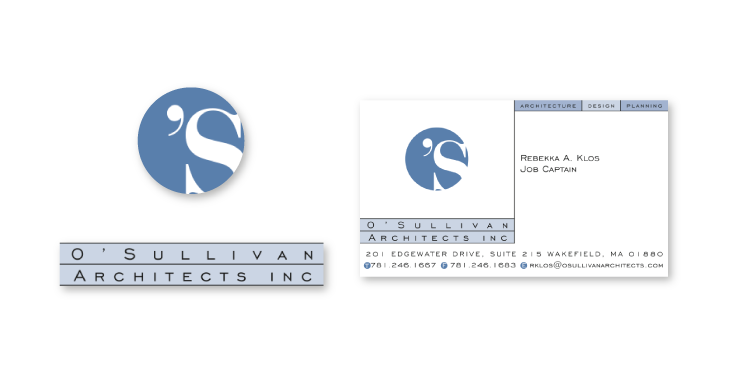 'S
O'Sullivan
Architects inc
Architecture Design Planning
'S
Rebekka A. Klos
Job Captain
O'Sullivan
Architects inc
201 Edgewater Drive, Suite 215 Wakefield, MA 01880
T 781.246.1667 F 781.246.1683 E rklos@osullivanarchitects.com